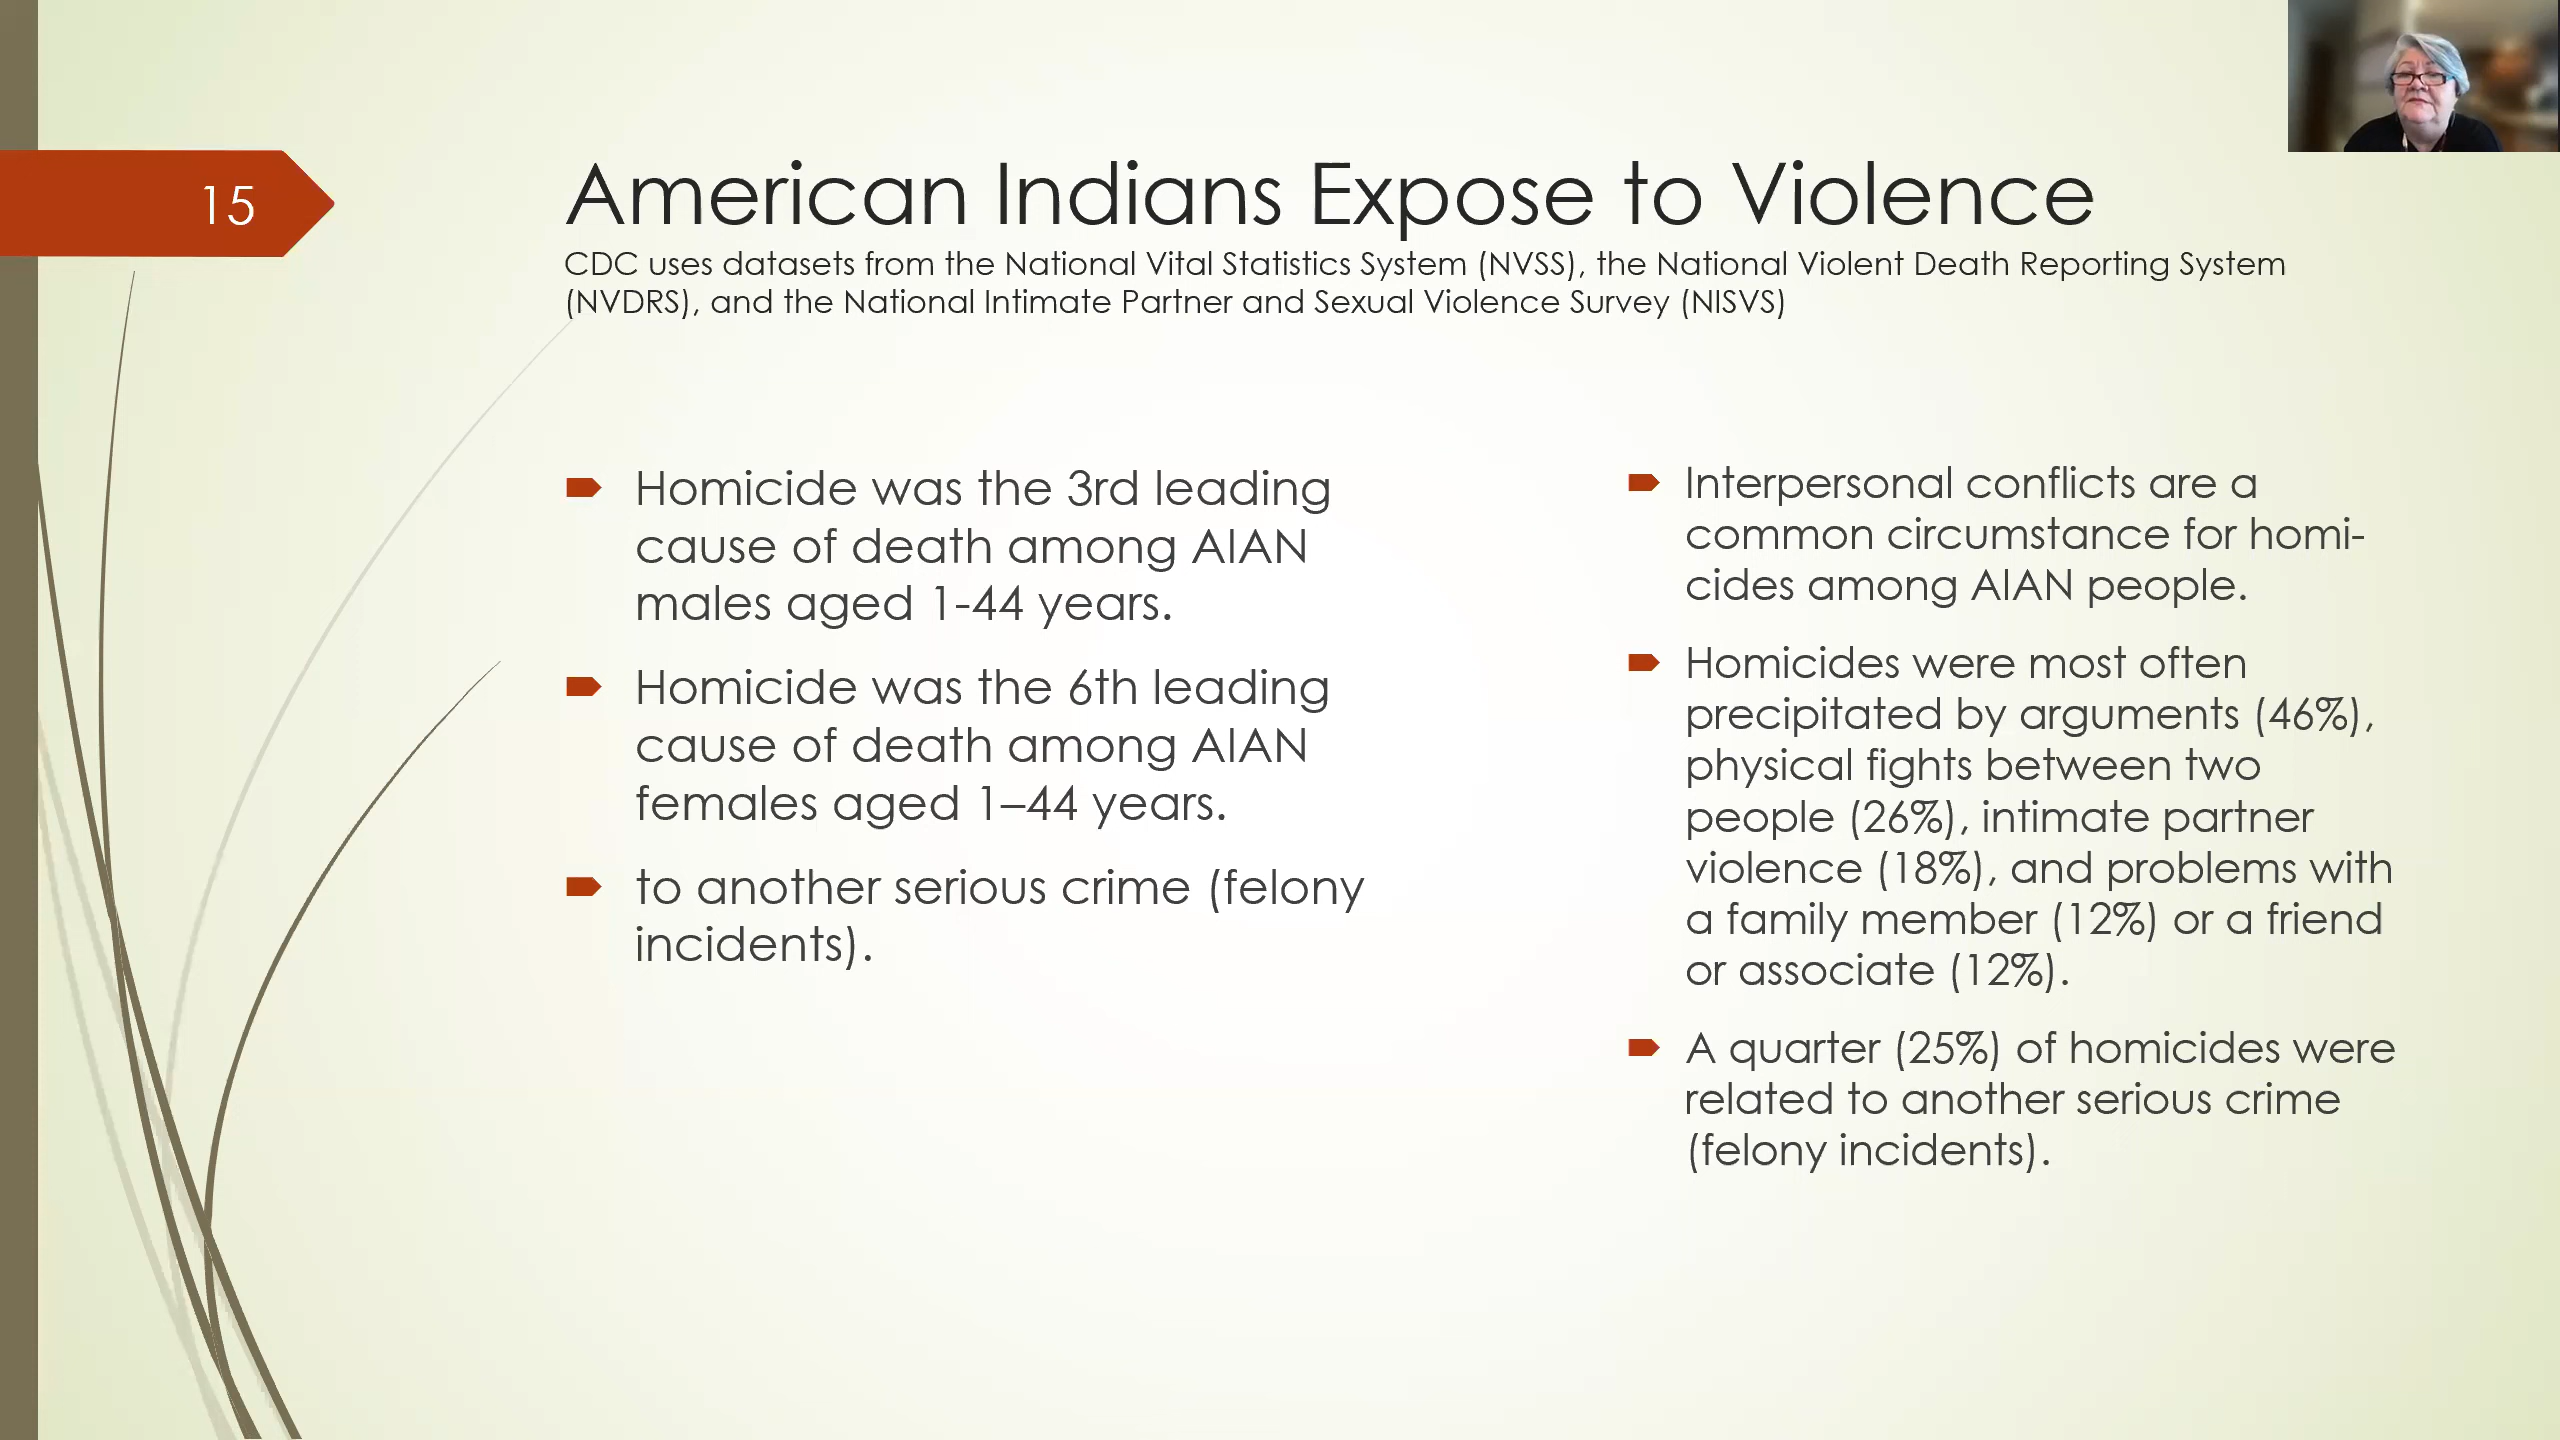 15
American Indians Expose to Violence
CDC uses datasets from the National Vital Statistics System (NVSS), the National Violent Death Reporting System
(NVDRS), and the National Intimate Partner and Sexual Violence Survey (NISVS)
Homicide was the 3rd leading
cause of death among AIAN
males aged 1-44 years.
Homicide was the 6th leading
cause of death among AIAN
females aged 1–44 years.
to another serious crime (felony
incidents).
Interpersonal conflicts are a
common circumstance for homi-
cides among AIAN people.
Homicides were most often
precipitated by arguments (46%),
physical fights between two
people (26%), intimate partner
violence (18%), and problems with
a family member (12%) or a friend
or associate (12%).
A quarter (25%) of homicides were
related to another serious crime
(felony incidents).